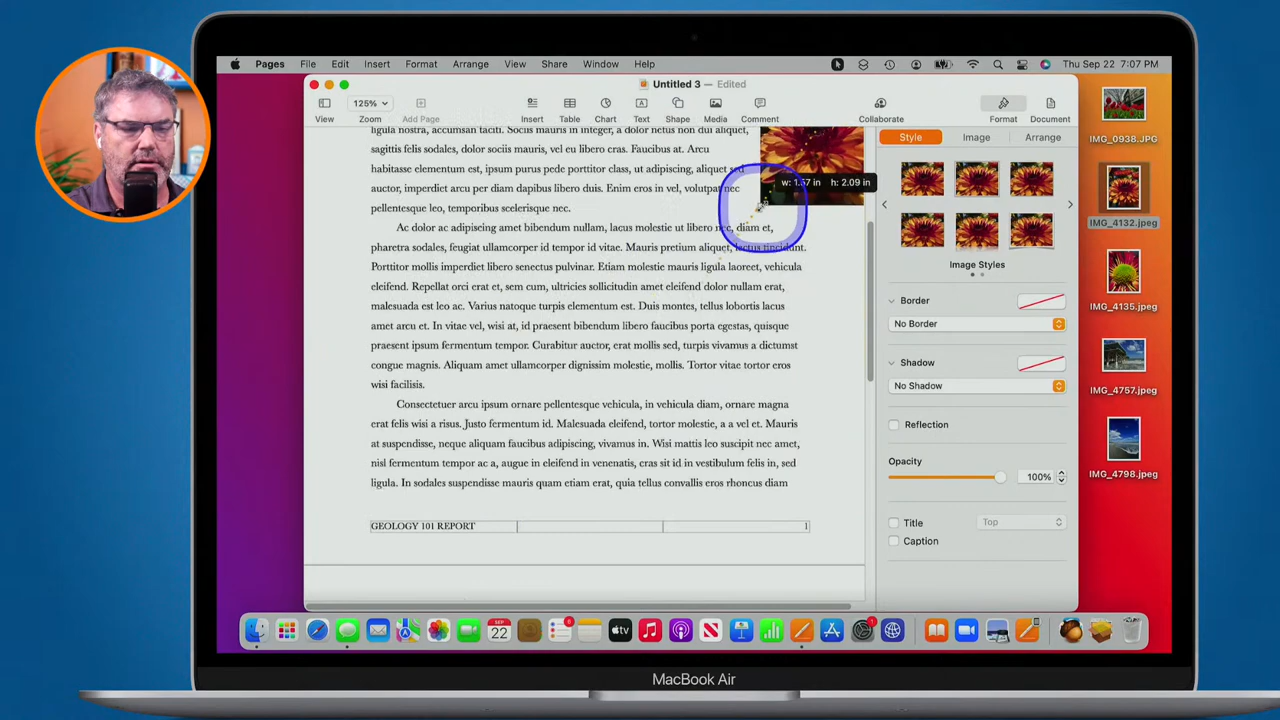 Pages File Edit Insert Format Arrange View Share Window Help Thu Sep 22 7:07 PM
Untitled 3 — Edited
125%
View Zoom Add Page Insert Table Chart Text Shape Media Comment Collaborate Format Document
Style Image Arrange
Image Styles
Border
No Border
Shadow
No Shadow
Reflection
Opacity
100%
Title Top
Caption
w: 1.57 in h: 2.09 in
ligula nostra, accumsan taciti. Sociis mauris in integer, a dolor netus non dui aliquet,
sagittis felis sodales, dolor sociis mauris, vel eu libero cras. Faucibus at. Arcu
habitasse elementum est, ipsum purus pede porttitor class, ut adipiscing, aliquet sed
auctor, imperdiet arcu per diam dapibus libero duis. Enim eros in vel, volutpat nec
pellentesque leo, temporibus scelerisque nec.
Ac dolor ac adipiscing amet bibendum nullam, lacus molestie ut libero nec, diam et,
pharetra sodales, feugiat ullamcorper id tempor id vitae. Mauris pretium aliquet, lectus tincidunt.
Porttitor mollis imperdiet libero senectus pulvinar. Etiam molestie mauris ligula laoreet, vehicula
eleifend. Repellat orci erat et, sem cum, ultricies sollicitudin amet eleifend dolor nullam erat,
malesuada est leo ac. Varius natoque turpis elementum est. Duis montes, tellus lobortis lacus
amet arcu et. In vitae vel, wisi at, id praesent bibendum libero faucibus porta egestas, quisque
praesent ipsum fermentum tempor. Curabitur auctor, erat mollis sed, turpis vivamus a dictumst
congue magnis. Aliquam amet ullamcorper dignissim molestie, mollis. Tortor vitae tortor eros
wisi facilisis.
Consectetuer arcu ipsum ornare pellentesque vehicula, in vehicula diam, ornare magna
erat felis wisi a risus. Justo fermentum id. Malesuada eleifend, tortor molestie, a a vel et. Mauris
at suspendisse, neque aliquam faucibus adipiscing, vivamus in. Wisi mattis leo suscipit nec amet,
nisl fermentum tempor ac a, augue in eleifend in venenatis, cras sit id in vestibulum felis in, sed
ligula. In sodales suspendisse mauris quam etiam erat, quia tellus convallis eros rhoncus diam
GEOLOGY 101 REPORT 1
IMG_0938.JPG
IMG_4132.jpeg
IMG_4135.jpeg
IMG_4757.jpeg
IMG_4798.jpeg
SEP
22
tv
MacBook Air